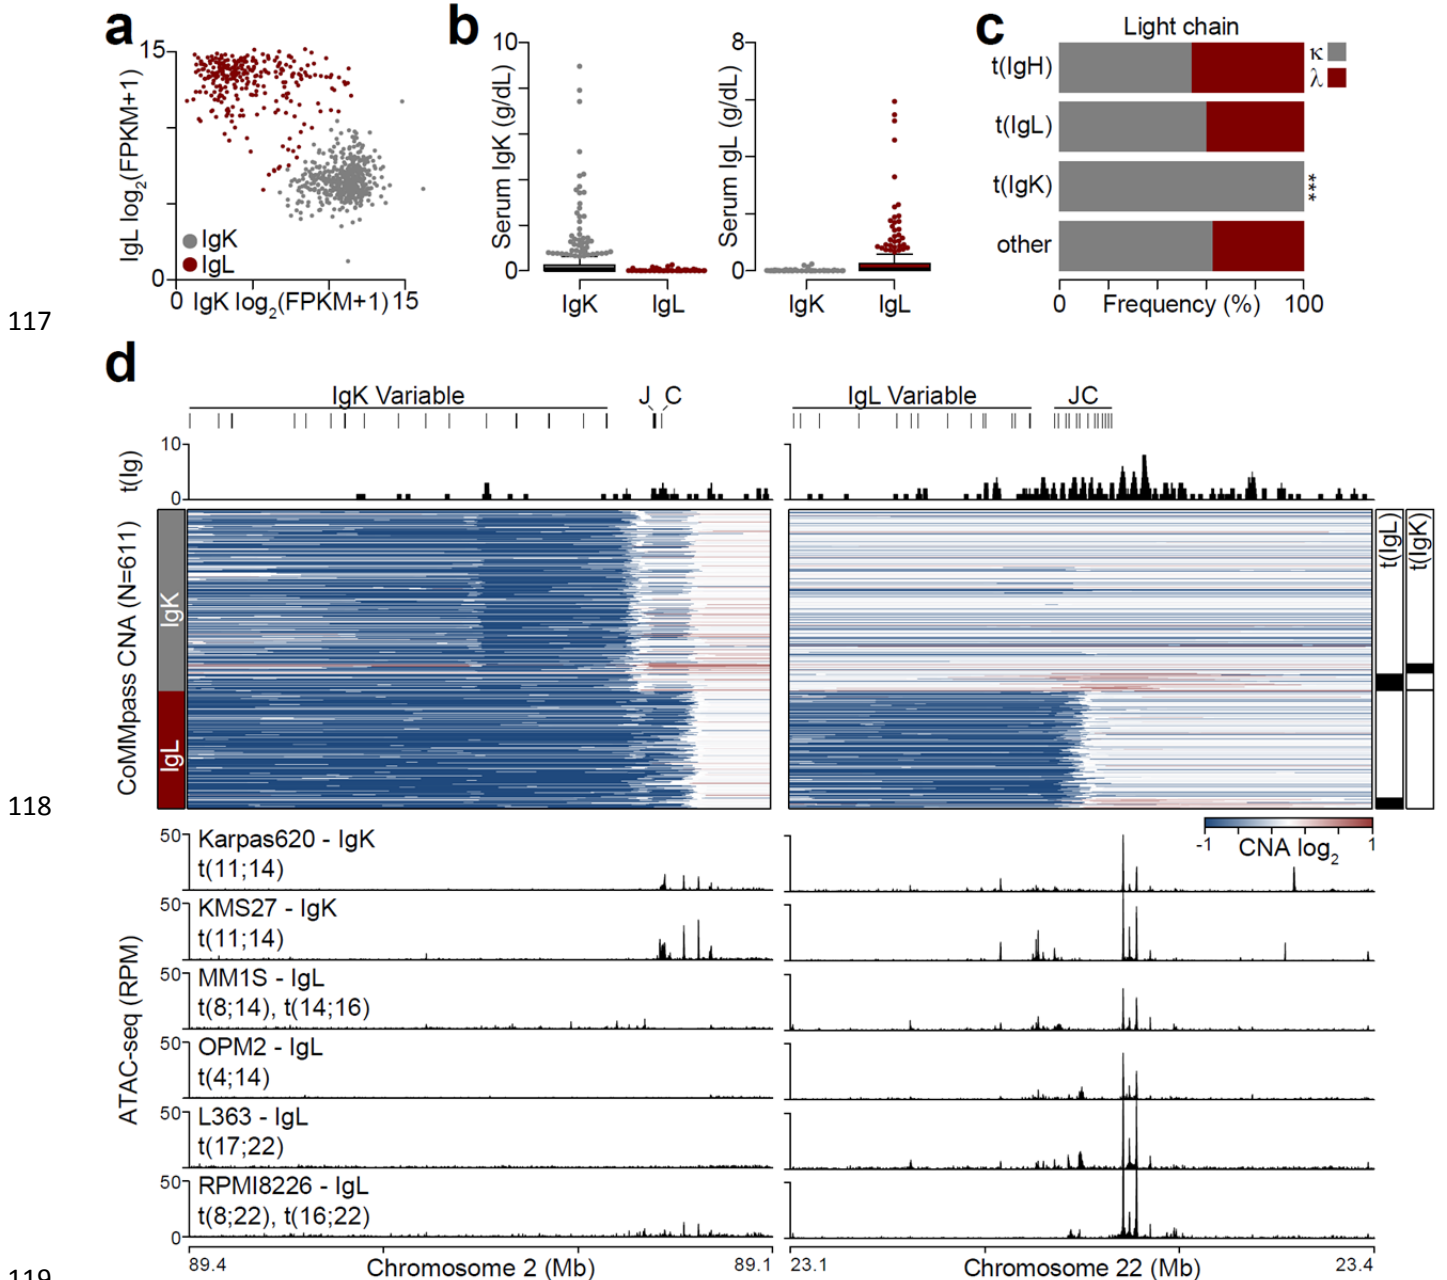 a
15
IgL log2(FPKM+1)
IgK
IgL
0
0 IgK log2(FPKM+1) 15
b
10
Serum IgK (g/dL)
0
IgK IgL
8
Serum IgL (g/dL)
0
IgK IgL
c
Light chain
t(IgH)
t(IgL)
t(IgK)
other
κ
λ
***
0 Frequency (%) 100
117
d
IgK Variable J C
IgL Variable JC
10
t(Ig)
0
CoMMpass CNA (N=611)
IgK
IgL
t(IgL)
t(IgK)
118
-1 CNA log2 1
ATAC-seq (RPM)
50 Karpas620 - IgK
t(11;14)
50 KMS27 - IgK
t(11;14)
50 MM1S - IgL
t(8;14), t(14;16)
50 OPM2 - IgL
t(4;14)
50 L363 - IgL
t(17;22)
50 RPMI8226 - IgL
t(8;22), t(16;22)
0
89.4 Chromosome 2 (Mb) 89.1
23.1 Chromosome 22 (Mb) 23.4
119